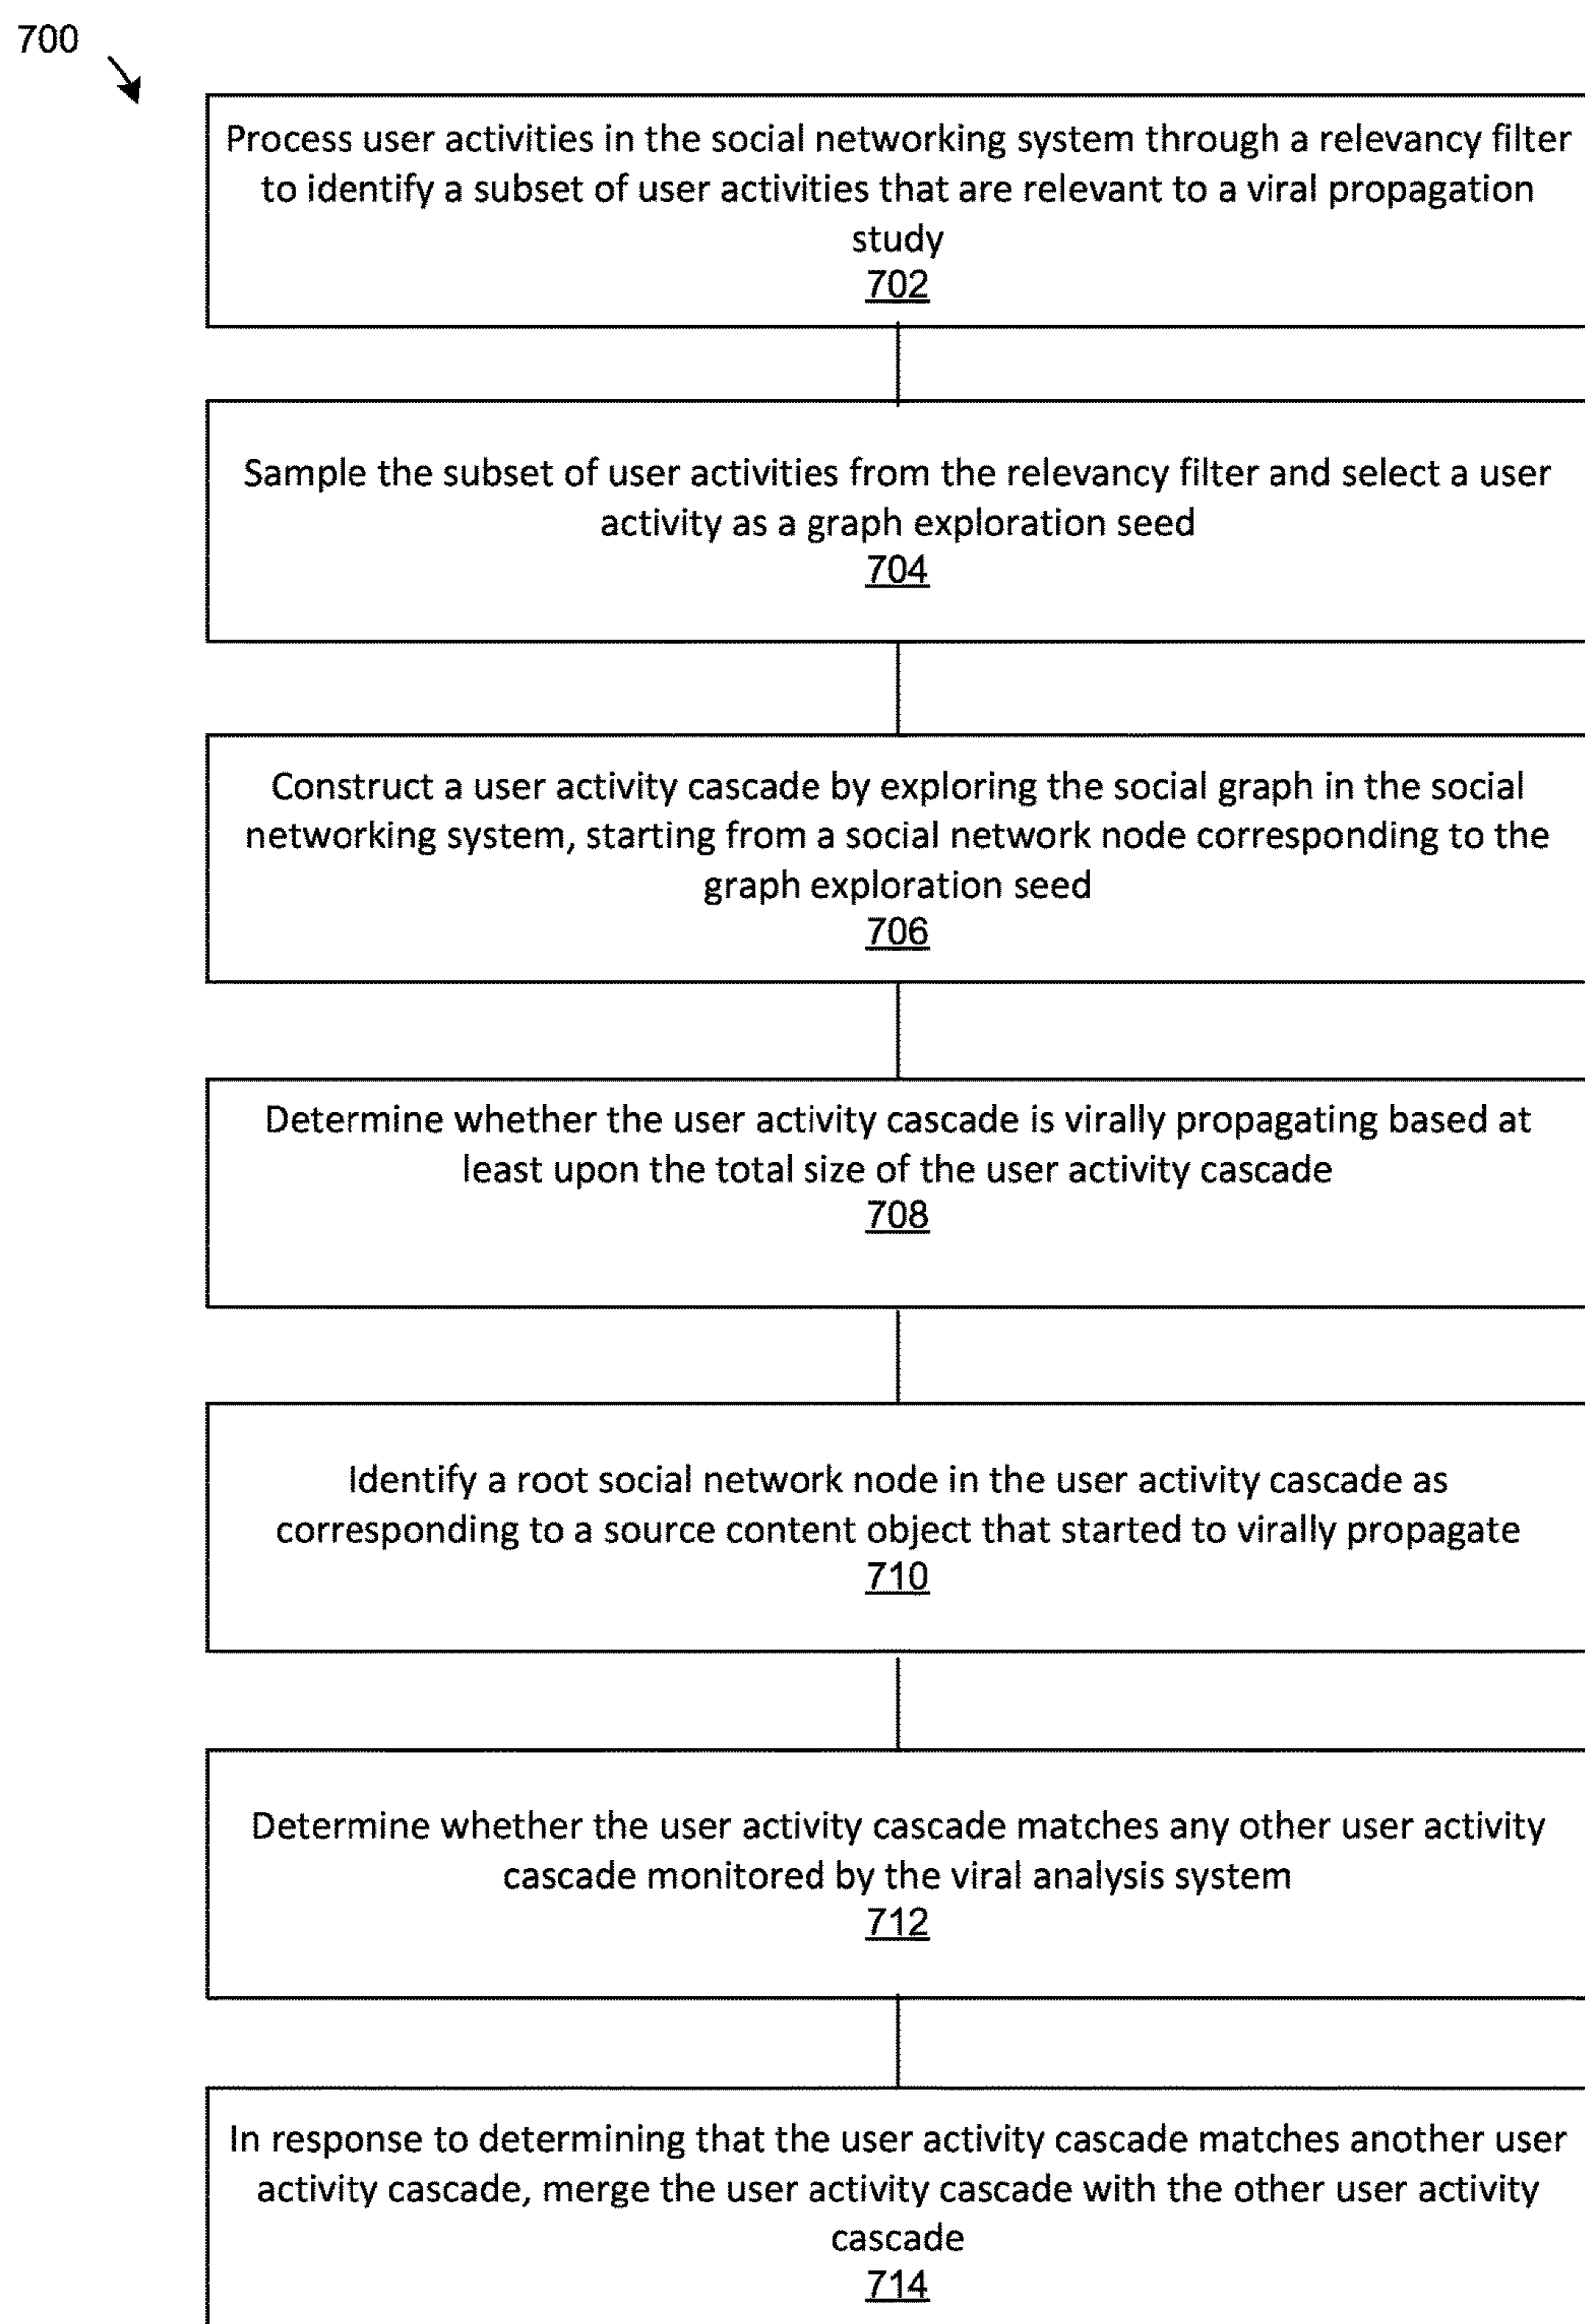 700
Process user activities in the social networking system through a relevancy filter
to identify a subset of user activities that are relevant to a viral propagation
study
702
Sample the subset of user activities from the relevancy filter and select a user
activity as a graph exploration seed
704
Construct a user activity cascade by exploring the social graph in the social
networking system, starting from a social network node corresponding to the
graph exploration seed
706
Determine whether the user activity cascade is virally propagating based at
least upon the total size of the user activity cascade
708
Identify a root social network node in the user activity cascade as
corresponding to a source content object that started to virally propagate
710
Determine whether the user activity cascade matches any other user activity
cascade monitored by the viral analysis system
712
In response to determining that the user activity cascade matches another user
activity cascade, merge the user activity cascade with the other user activity
cascade
714